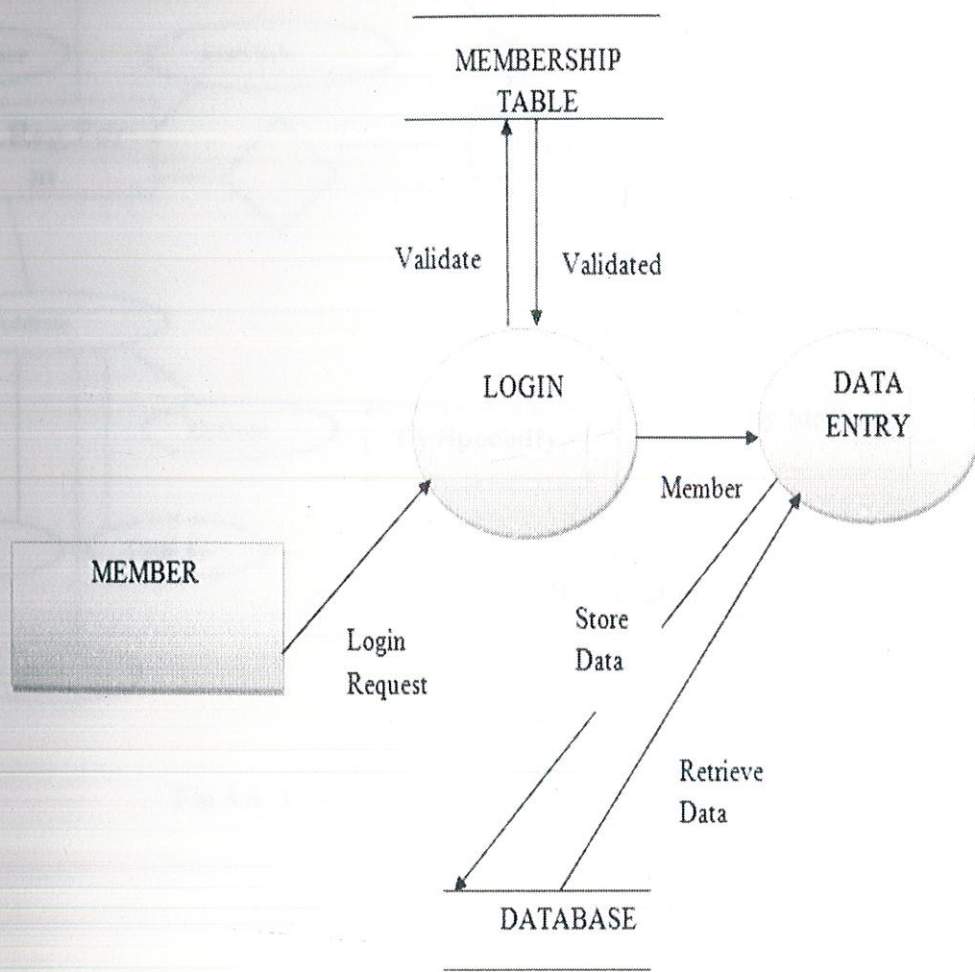 MEMBERSHIP
TABLE
Validate
Validated
LOGIN
DATA
ENTRY
Member
MEMBER
Login
Request
Store
Data
Retrieve
Data
DATABASE